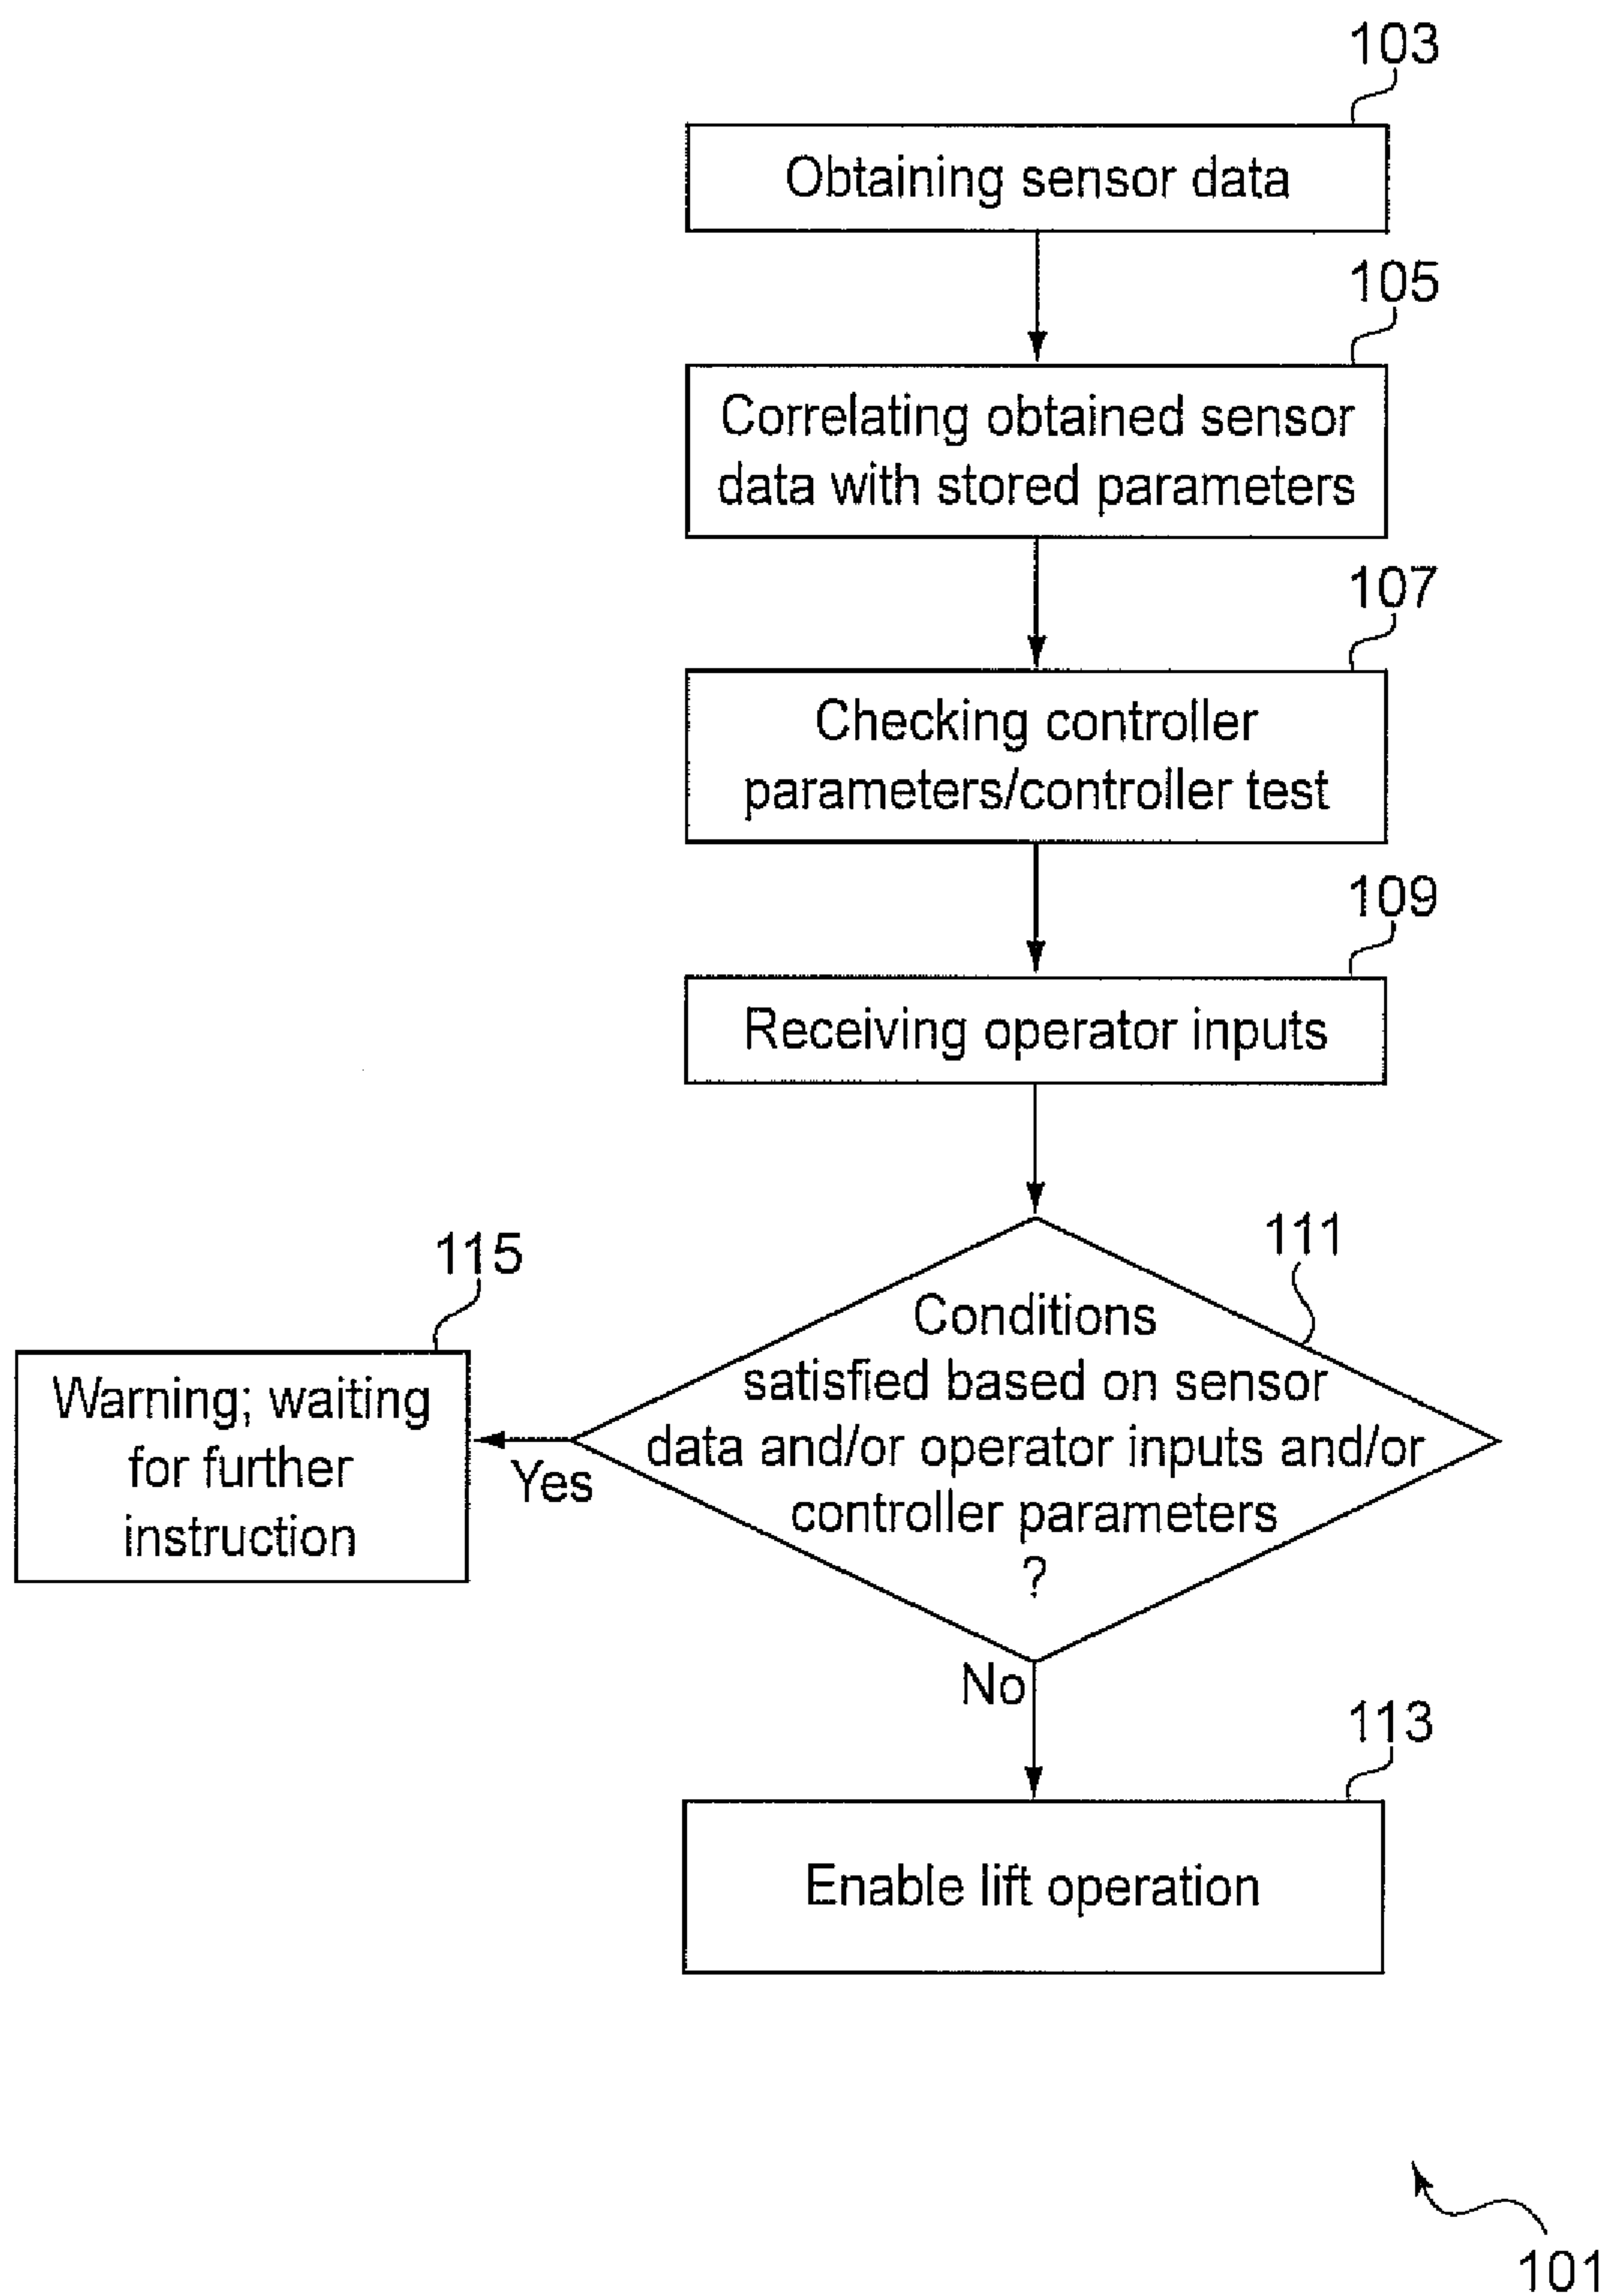 103
Obtaining sensor data
105
Correlating obtained sensor
data with stored parameters
107
Checking controller
parameters/controller test
109
Receiving operator inputs
111
Conditions
satisfied based on sensor
data and/or operator inputs and/or
controller parameters
?
115
Warning; waiting
for further
instruction
Yes
No
113
Enable lift operation
101